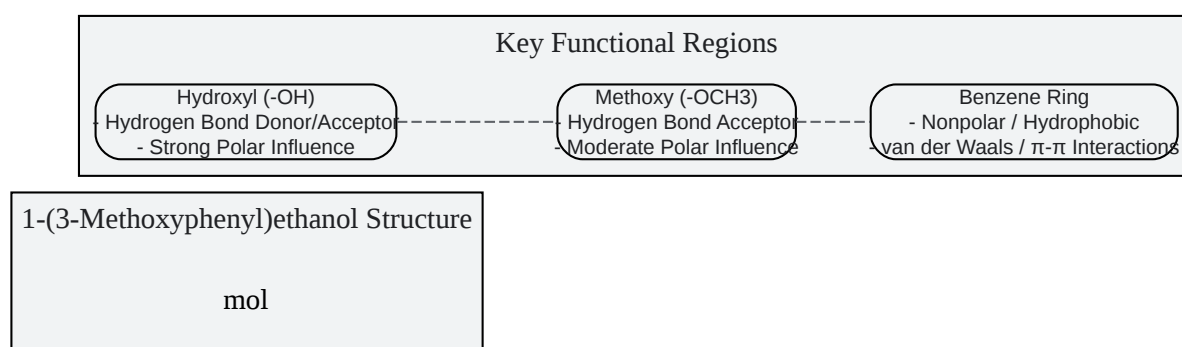 Key Functional Regions
Hydroxyl (-OH)
- Hydrogen Bond Donor/Acceptor
- Strong Polar Influence
Methoxy (-OCH3)
- Hydrogen Bond Acceptor
- Moderate Polar Influence
Benzene Ring
- Nonpolar / Hydrophobic
- van der Waals / π-π Interactions
1-(3-Methoxyphenyl)ethanol Structure
mol